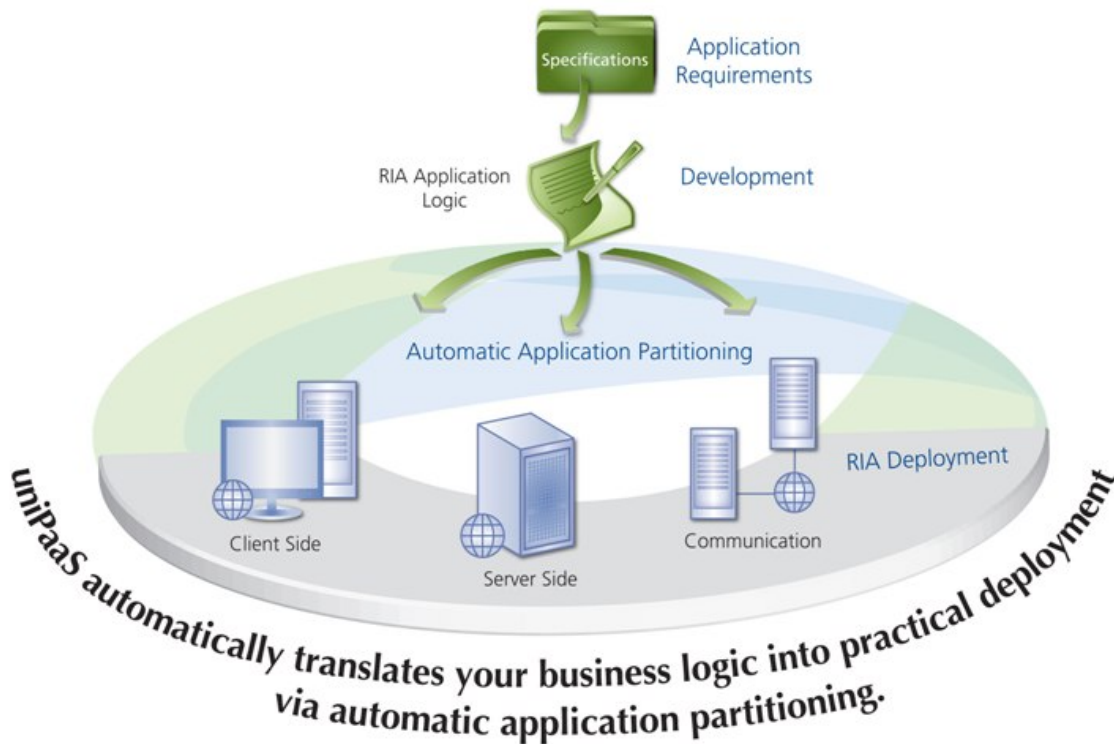 Specifications
Application
Requirements
RIA Application
Logic
Development
Automatic Application Partitioning
RIA Deployment
Client Side
Server Side
Communication
uniPaaS automatically translates your business logic into practical deployment
via automatic application partitioning.